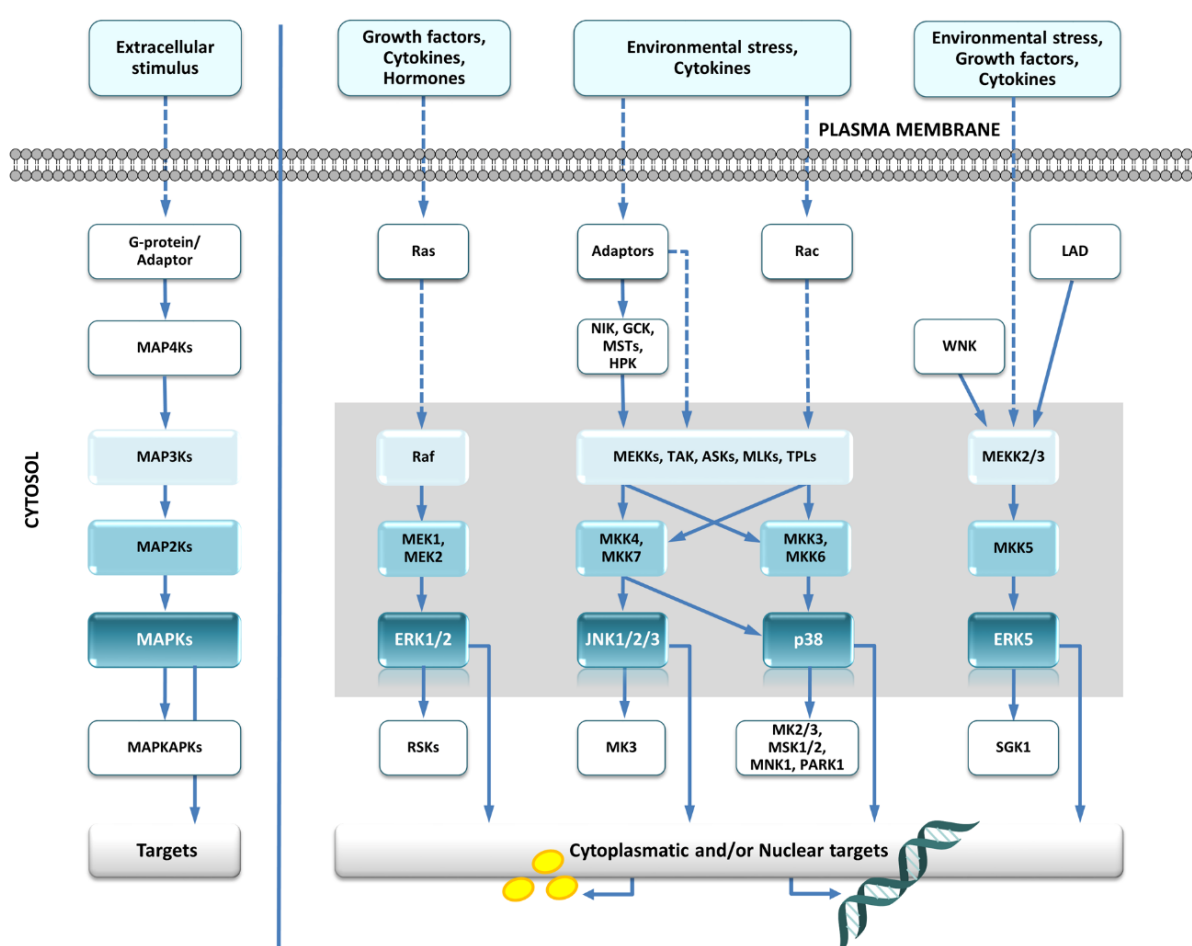 Extracellular
stimulus
Growth factors,
Cytokines,
Hormones
Environmental stress,
Cytokines
Environmental stress,
Growth factors,
Cytokines
PLASMA MEMBRANE
G-protein/
Adaptor
Ras
Adaptors
Rac
LAD
MAP4Ks
NIK, GCK,
MSTs,
HPK
WNK
CYTOSOL
MAP3Ks
Raf
MEKKs, TAK, ASKs, MLKs, TPLs
MEKK2/3
MAP2Ks
MEK1,
MEK2
MKK4,
MKK7
MKK3,
MKK6
MKK5
MAPKs
ERK1/2
JNK1/2/3
p38
ERK5
MAPKAPKs
RSKs
MK3
MK2/3,
MSK1/2,
MNK1, PARK1
SGK1
Targets
Cytoplasmatic and/or Nuclear targets